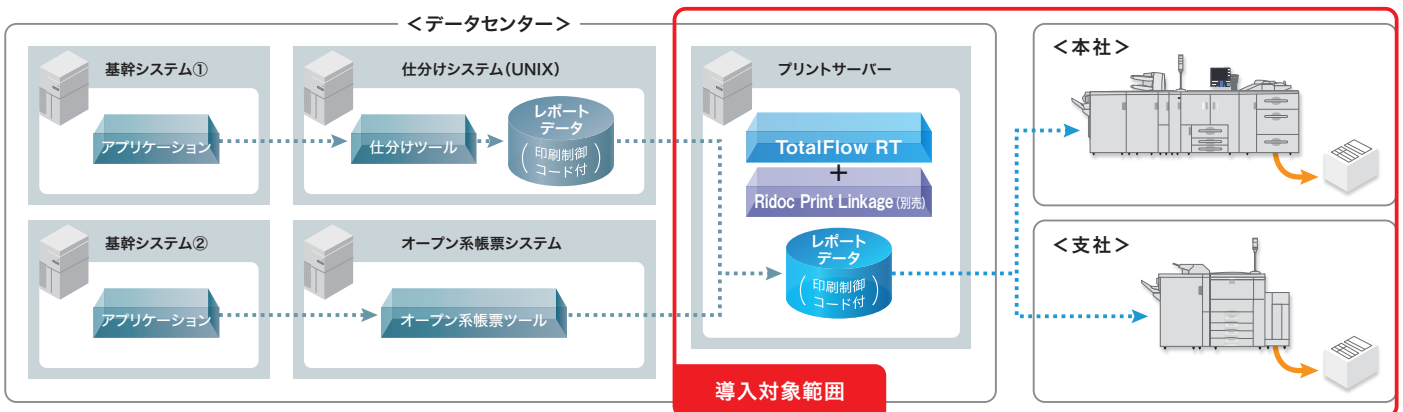 ＜データセンター＞
基幹システム①
アプリケーション
仕分けシステム（UNIX）
仕分けツール
レポート
データ
（印刷制御
コード付）
基幹システム②
アプリケーション
オープン系帳票システム
オープン系帳票ツール
プリントサーバー
TotalFlow RT
+
Ridoc Print Linkage（別売）
レポート
データ
（印刷制御
コード付）
導入対象範囲
＜本社＞
＜支社＞